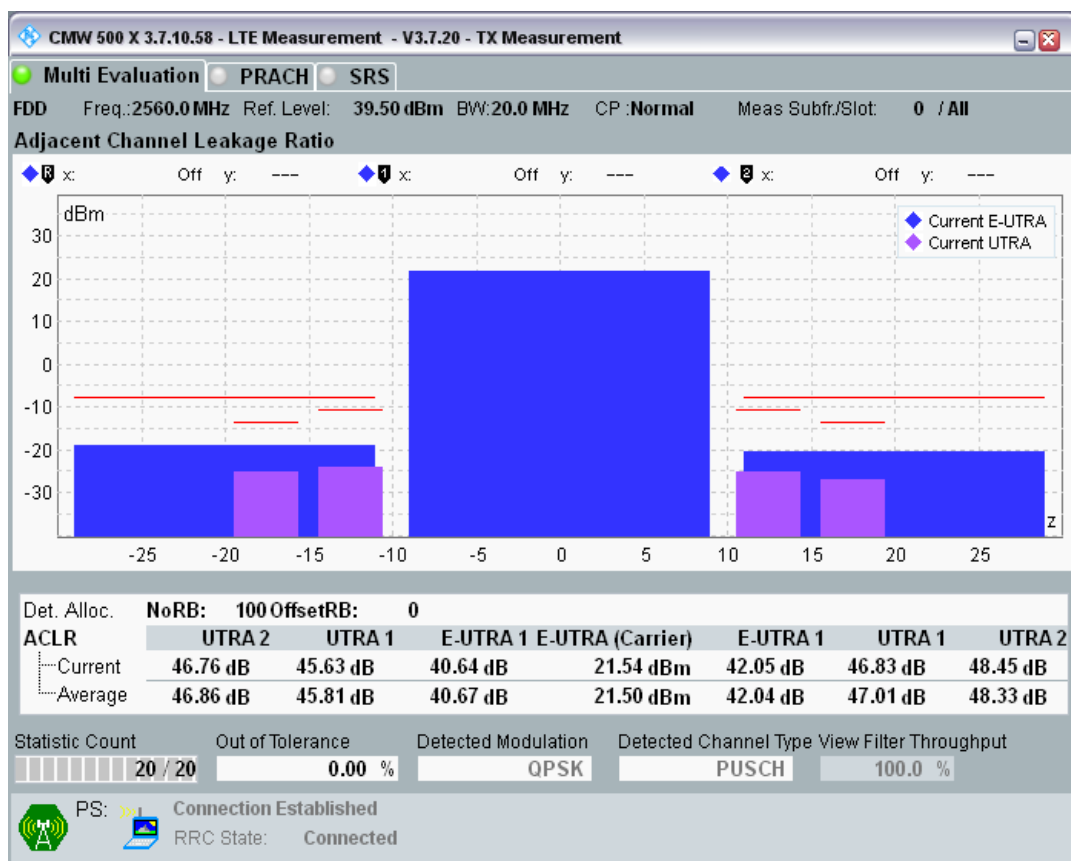 CMW 500 X 3.7.10.58 - LTE Measurement - V3.7.20 - TX Measurement
Multi Evaluation PRACH SRS
FDD Freq.:2560.0 MHz Ref. Level: 39.50 dBm BW:20.0 MHz CP :Normal Meas Subfr./Slot: 0 / All
Adjacent Channel Leakage Ratio
R x: Off y: --- 1 x: Off y: --- 2 x: Off y: ---
dBm
Current E-UTRA
Current UTRA
30
20
10
0
-10
-20
-30
z
-25 -20 -15 -10 -5 0 5 10 15 20 25
Det. Alloc. NoRB: 100 OffsetRB: 0
ACLR UTRA 2 UTRA 1 E-UTRA 1 E-UTRA (Carrier) E-UTRA 1 UTRA 1 UTRA 2
Current 46.76 dB 45.63 dB 40.64 dB 21.54 dBm 42.05 dB 46.83 dB 48.45 dB
Average 46.86 dB 45.81 dB 40.67 dB 21.50 dBm 42.04 dB 47.01 dB 48.33 dB
Statistic Count Out of Tolerance Detected Modulation Detected Channel Type View Filter Throughput
20 / 20 0.00 % QPSK PUSCH 100.0 %
PS: Connection Established
RRC State: Connected